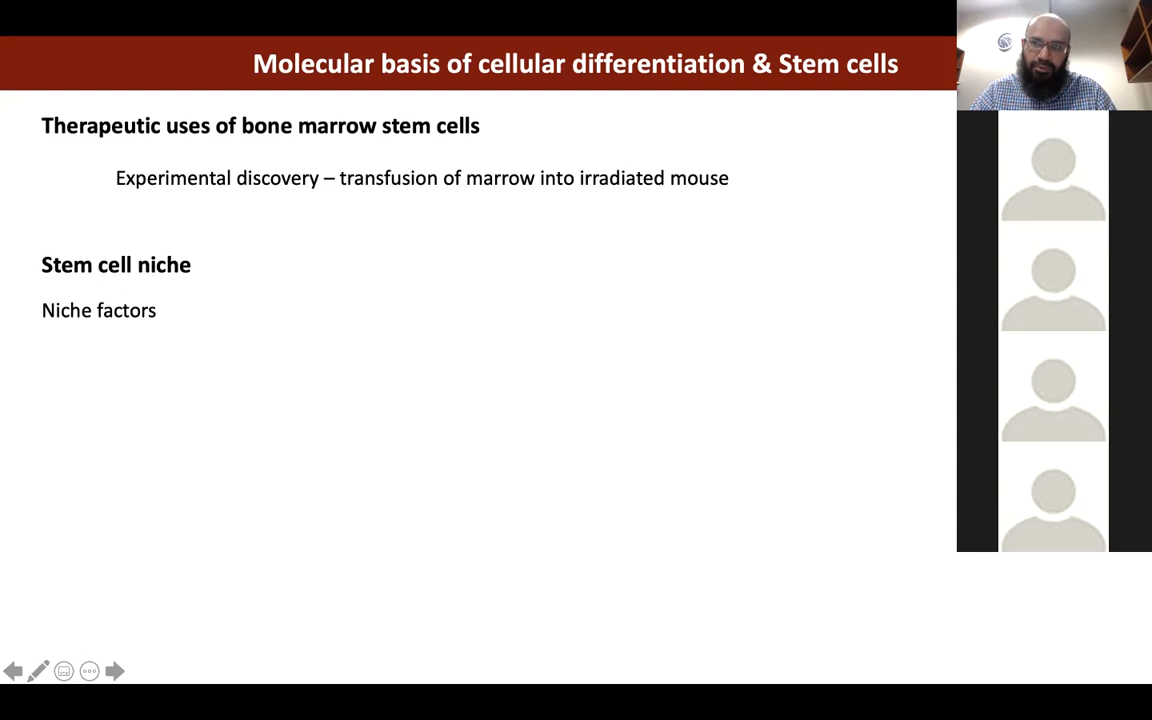 Molecular basis of cellular differentiation & Stem cells
Therapeutic uses of bone marrow stem cells
Experimental discovery – transfusion of marrow into irradiated mouse
Stem cell niche
Niche factors